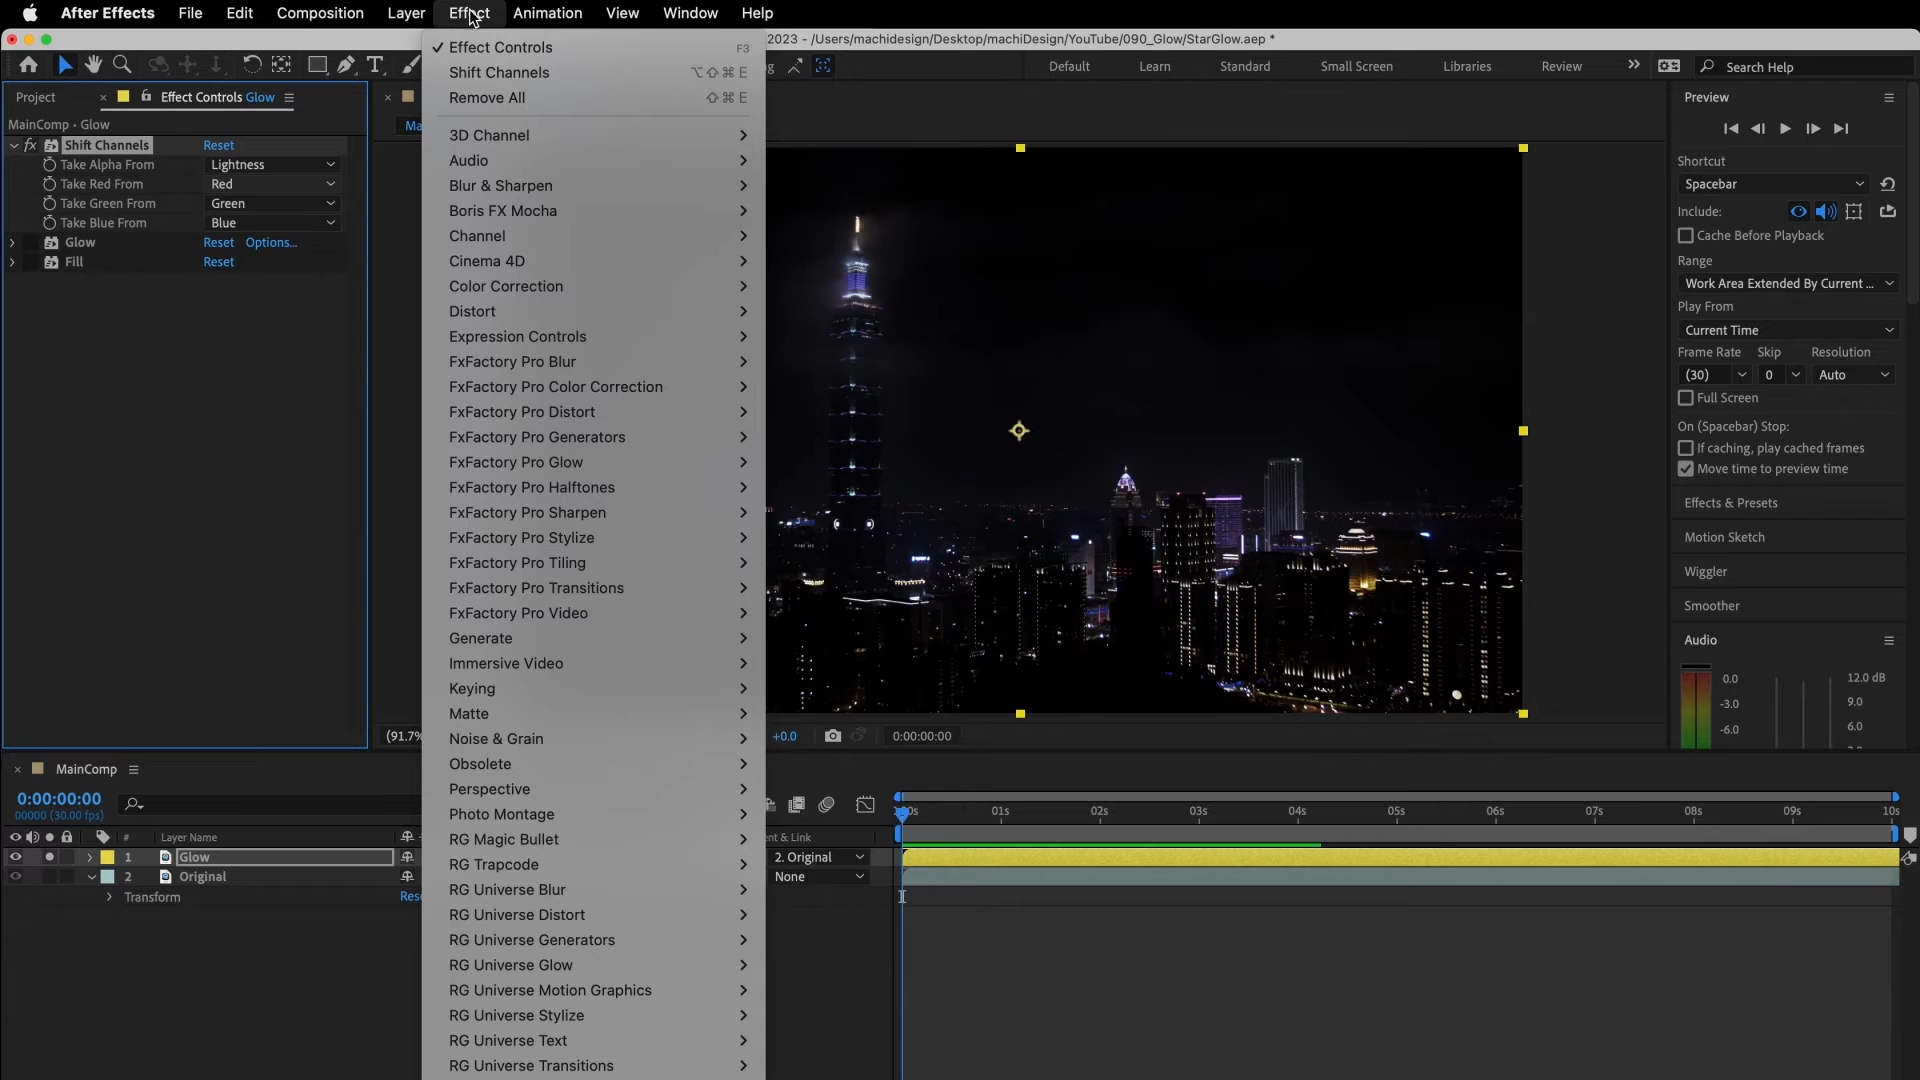 After Effects File Edit Composition Layer Effect Animation View Window Help
2023 - /Users/machidesign/Desktop/machiDesign/YouTube/090_Glow/StarGlow.aep *
Default Learn Standard Small Screen Libraries Review Search Help
Project Effect Controls Glow
MainComp • Glow
fx Shift Channels Reset
Take Alpha From Lightness
Take Red From Red
Take Green From Green
Take Blue From Blue
Glow Reset Options...
Fill Reset
Effect Controls F3
Shift Channels ⌥⇧⌘E
Remove All ⇧⌘E
3D Channel
Audio
Blur & Sharpen
Boris FX Mocha
Channel
Cinema 4D
Color Correction
Distort
Expression Controls
FxFactory Pro Blur
FxFactory Pro Color Correction
FxFactory Pro Distort
FxFactory Pro Generators
FxFactory Pro Glow
FxFactory Pro Halftones
FxFactory Pro Sharpen
FxFactory Pro Stylize
FxFactory Pro Tiling
FxFactory Pro Transitions
FxFactory Pro Video
Generate
Immersive Video
Keying
Matte
Noise & Grain
Obsolete
Perspective
Photo Montage
RG Magic Bullet
RG Trapcode
RG Universe Blur
RG Universe Distort
RG Universe Generators
RG Universe Glow
RG Universe Motion Graphics
RG Universe Stylize
RG Universe Text
RG Universe Transitions
Preview
Shortcut
Spacebar
Include:
Cache Before Playback
Range
Work Area Extended By Current ...
Play From
Current Time
Frame Rate Skip Resolution
(30) 0 Auto
Full Screen
On (Spacebar) Stop:
If caching, play cached frames
Move time to preview time
Effects & Presets
Motion Sketch
Wiggler
Smoother
Audio
0.0 12.0 dB
-3.0 9.0
-6.0 6.0
(91.7% +0.0 0:00:00:00
MainComp
0:00:00:00
00000 (30.00 fps)
01s 02s 03s 04s 05s 06s 07s 08s 09s 10s
# Layer Name
1 Glow 2. Original
2 Original None
Transform